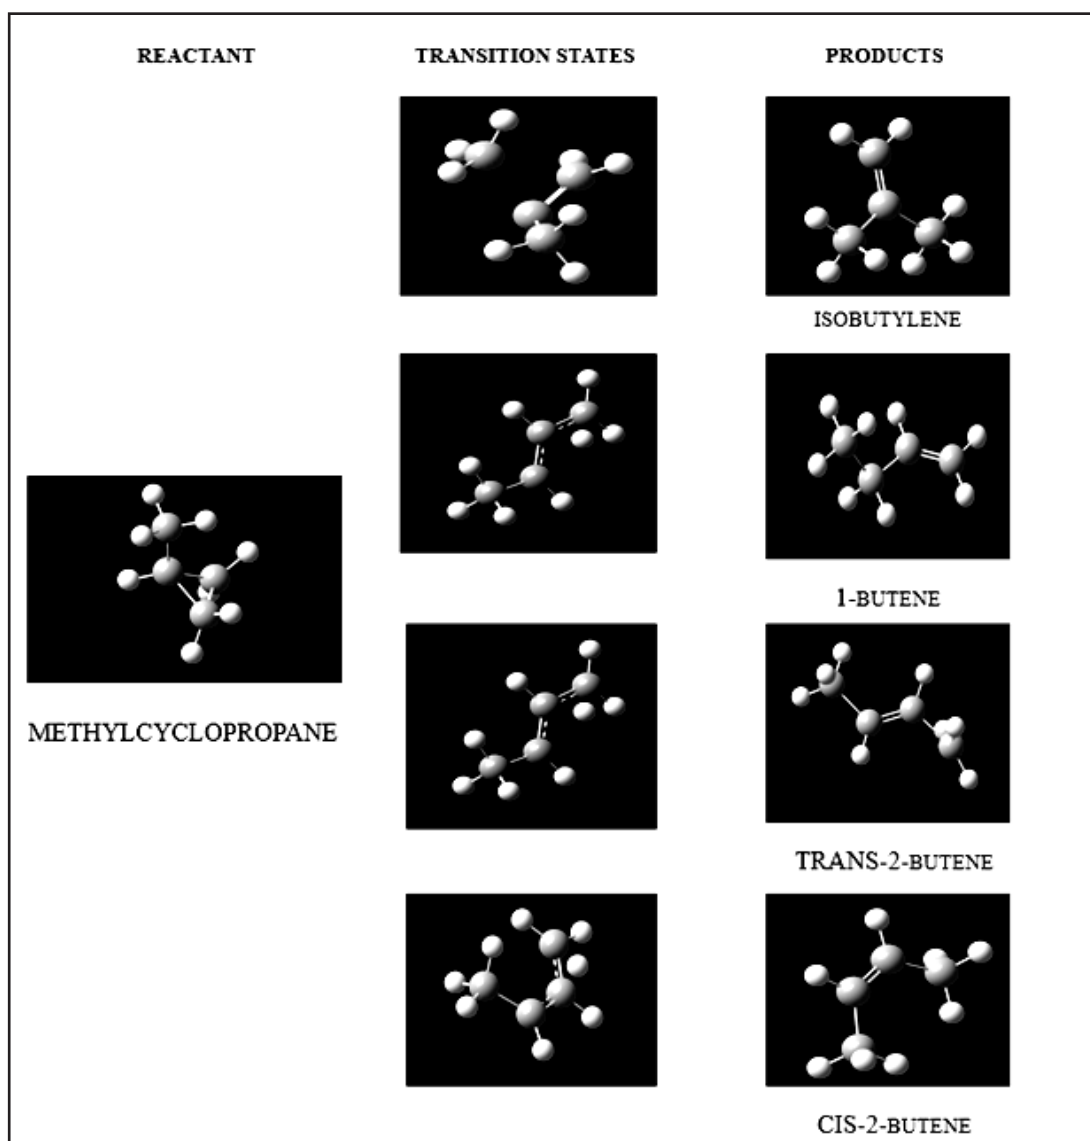 REACTANT
TRANSITION STATES
PRODUCTS
ISOBUTYLENE
1-BUTENE
METHYLCYCLOPROPANE
TRANS-2-BUTENE
CIS-2-BUTENE